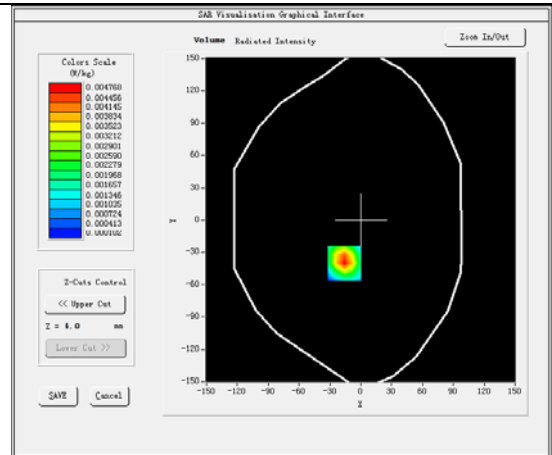 SAR Visualisation Graphical Interface
Volume Radiated Intensity
Zoom In/Out
Colors Scale
(W/kg)
0.004768
0.004456
0.004145
0.003834
0.003523
0.003212
0.002901
0.002590
0.002279
0.001968
0.001657
0.001346
0.001035
0.000724
0.000413
0.000102
Z-Cuts Control
<< Upper Cut
Z = 4.0 mm
Lower Cut >>
SAVE
Cancel
150
120
90
60
30
0
-30
-60
-90
-120
-150
Y
-150 -120 -90 -60 -30 0 30 60 90 120 150
X